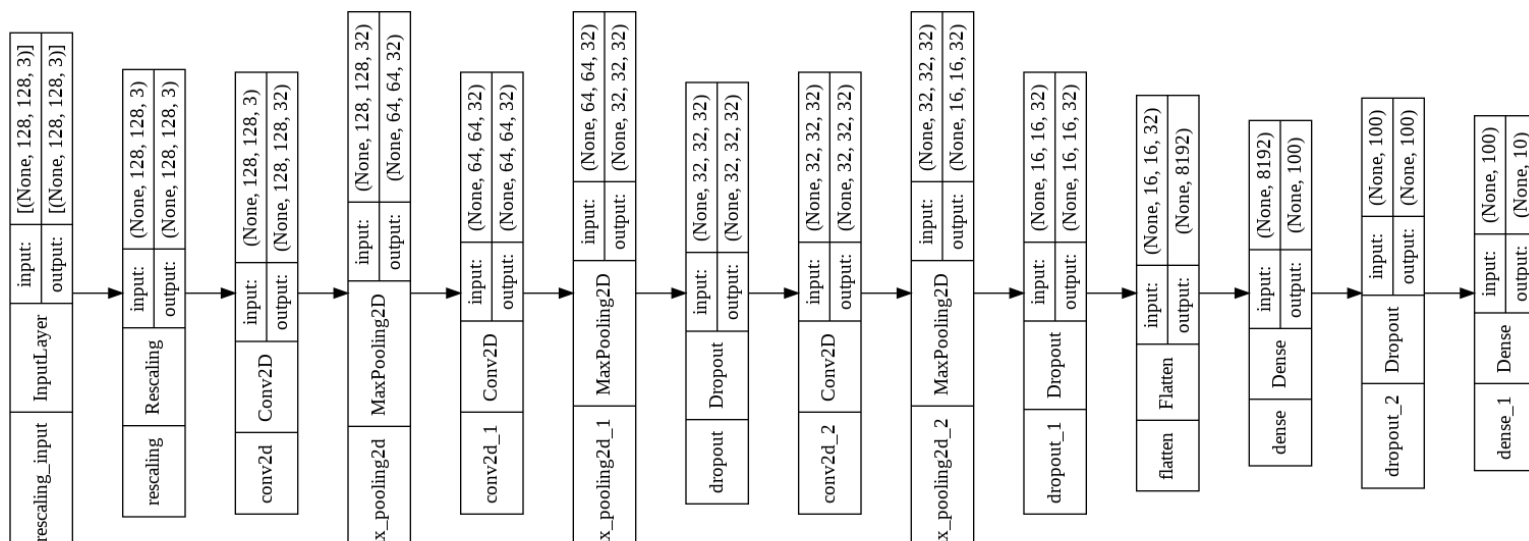 rescaling_input InputLayer input: [(None, 128, 128, 3)]
output: [(None, 128, 128, 3)]
rescaling Rescaling input: (None, 128, 128, 3)
output: (None, 128, 128, 3)
conv2d Conv2D input: (None, 128, 128, 3)
output: (None, 128, 128, 32)
x_pooling2d MaxPooling2D input: (None, 128, 128, 32)
output: (None, 64, 64, 32)
conv2d_1 Conv2D input: (None, 64, 64, 32)
output: (None, 64, 64, 32)
x_pooling2d_1 MaxPooling2D input: (None, 64, 64, 32)
output: (None, 32, 32, 32)
dropout Dropout input: (None, 32, 32, 32)
output: (None, 32, 32, 32)
conv2d_2 Conv2D input: (None, 32, 32, 32)
output: (None, 32, 32, 32)
x_pooling2d_2 MaxPooling2D input: (None, 32, 32, 32)
output: (None, 16, 16, 32)
dropout_1 Dropout input: (None, 16, 16, 32)
output: (None, 16, 16, 32)
flatten Flatten input: (None, 16, 16, 32)
output: (None, 8192)
dense Dense input: (None, 8192)
output: (None, 100)
dropout_2 Dropout input: (None, 100)
output: (None, 100)
dense_1 Dense input: (None, 100)
output: (None, 10)